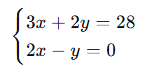 3x + 2y = 28
2x − y = 0